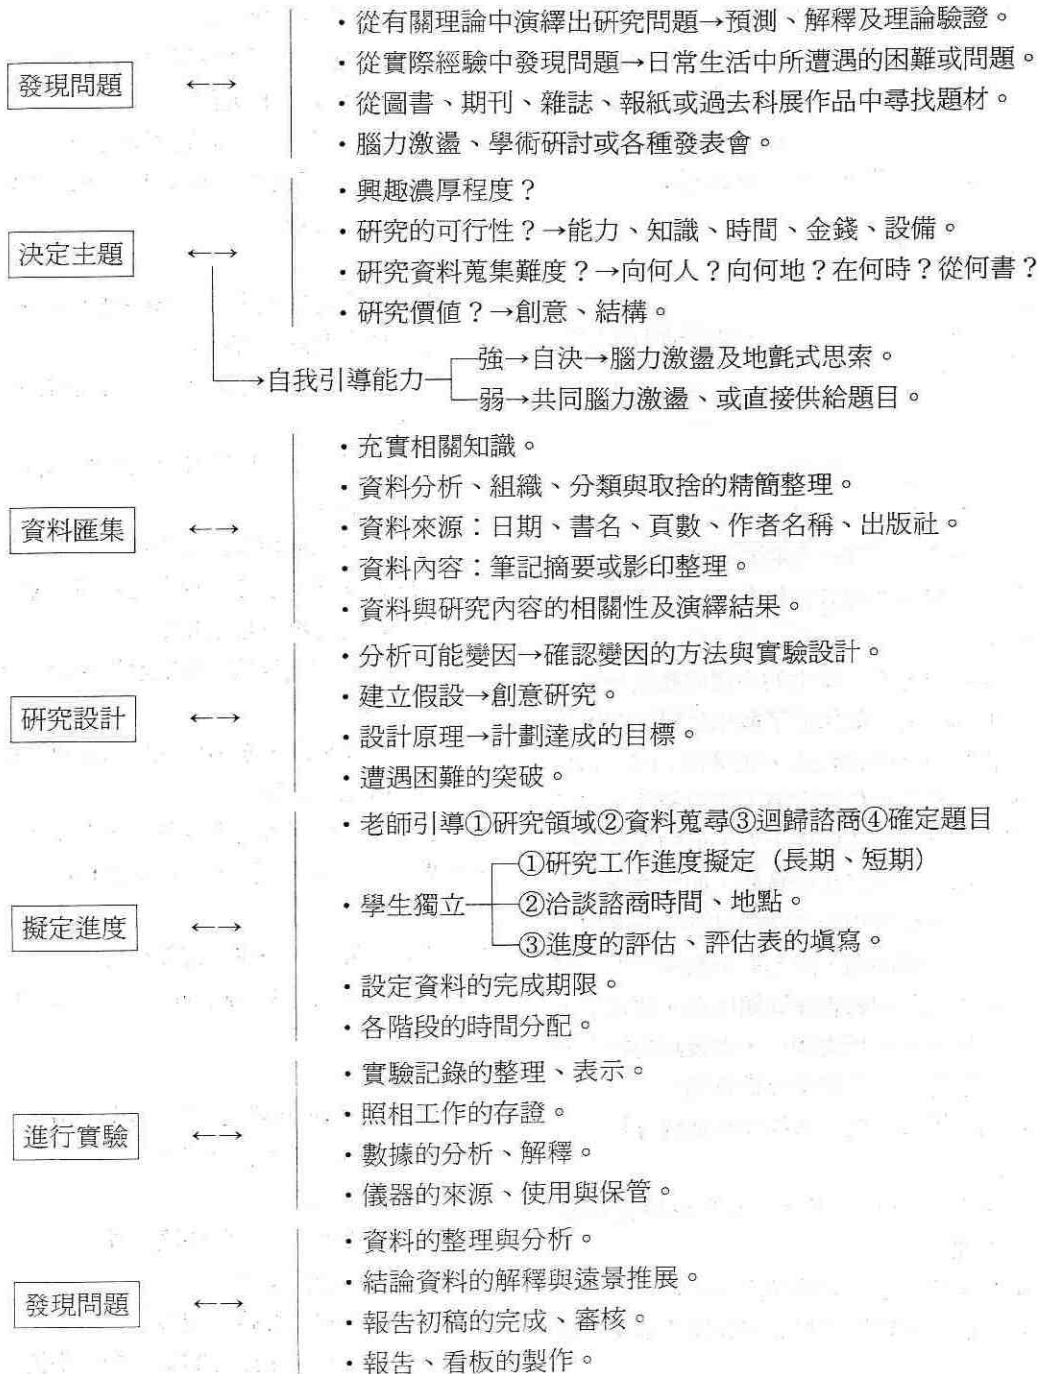 ・從有關理論中演繹出研究問題→預測、解釋及理論驗證。
發現問題 ←→ ・從實際經驗中發現問題→日常生活中所遭遇的困難或問題。
・從圖書、期刊、雜誌、報紙或過去科展作品中尋找題材。
・腦力激盪、學術研討或各種發表會。
・興趣濃厚程度？
・研究的可行性？→能力、知識、時間、金錢、設備。
決定主題 ←→ ・研究資料蒐集難度？→向何人？向何地？在何時？從何書？
・研究價值？→創意、結構。
強→自決→腦力激盪及地氈式思索。
→自我引導能力
弱→共同腦力激盪、或直接供給題目。
・充實相關知識。
・資料分析、組織、分類與取捨的精簡整理。
資料匯集 ←→ ・資料來源：日期、書名、頁數、作者名稱、出版社。
・資料內容：筆記摘要或影印整理。
・資料與研究內容的相關性及演繹結果。
・分析可能變因→確認變因的方法與實驗設計。
・建立假設→創意研究。
研究設計 ←→ ・設計原理→計劃達成的目標。
・遭遇困難的突破。
・老師引導①研究領域②資料蒐尋③迴歸諮商④確定題目
①研究工作進度擬定（長期、短期）
・學生獨立 ②洽談諮商時間、地點。
擬定進度 ←→ ③進度的評估、評估表的填寫。
・設定資料的完成期限。
・各階段的時間分配。
・實驗記錄的整理、表示。
・照相工作的存證。
進行實驗 ←→ ・數據的分析、解釋。
・儀器的來源、使用與保管。
・資料的整理與分析。
・結論資料的解釋與遠景推展。
發現問題 ←→ ・報告初稿的完成、審核。
・報告、看板的製作。